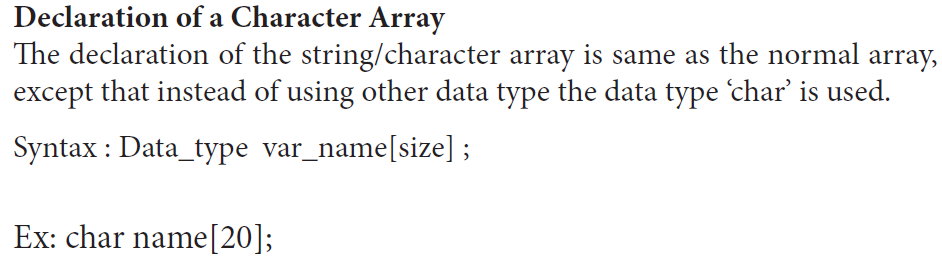 Declaration of a Character Array
The declaration of the string/character array is same as the normal array,
except that instead of using other data type the data type ‘char’ is used.
Syntax : Data_type var_name[size] ;
Ex: char name[20];